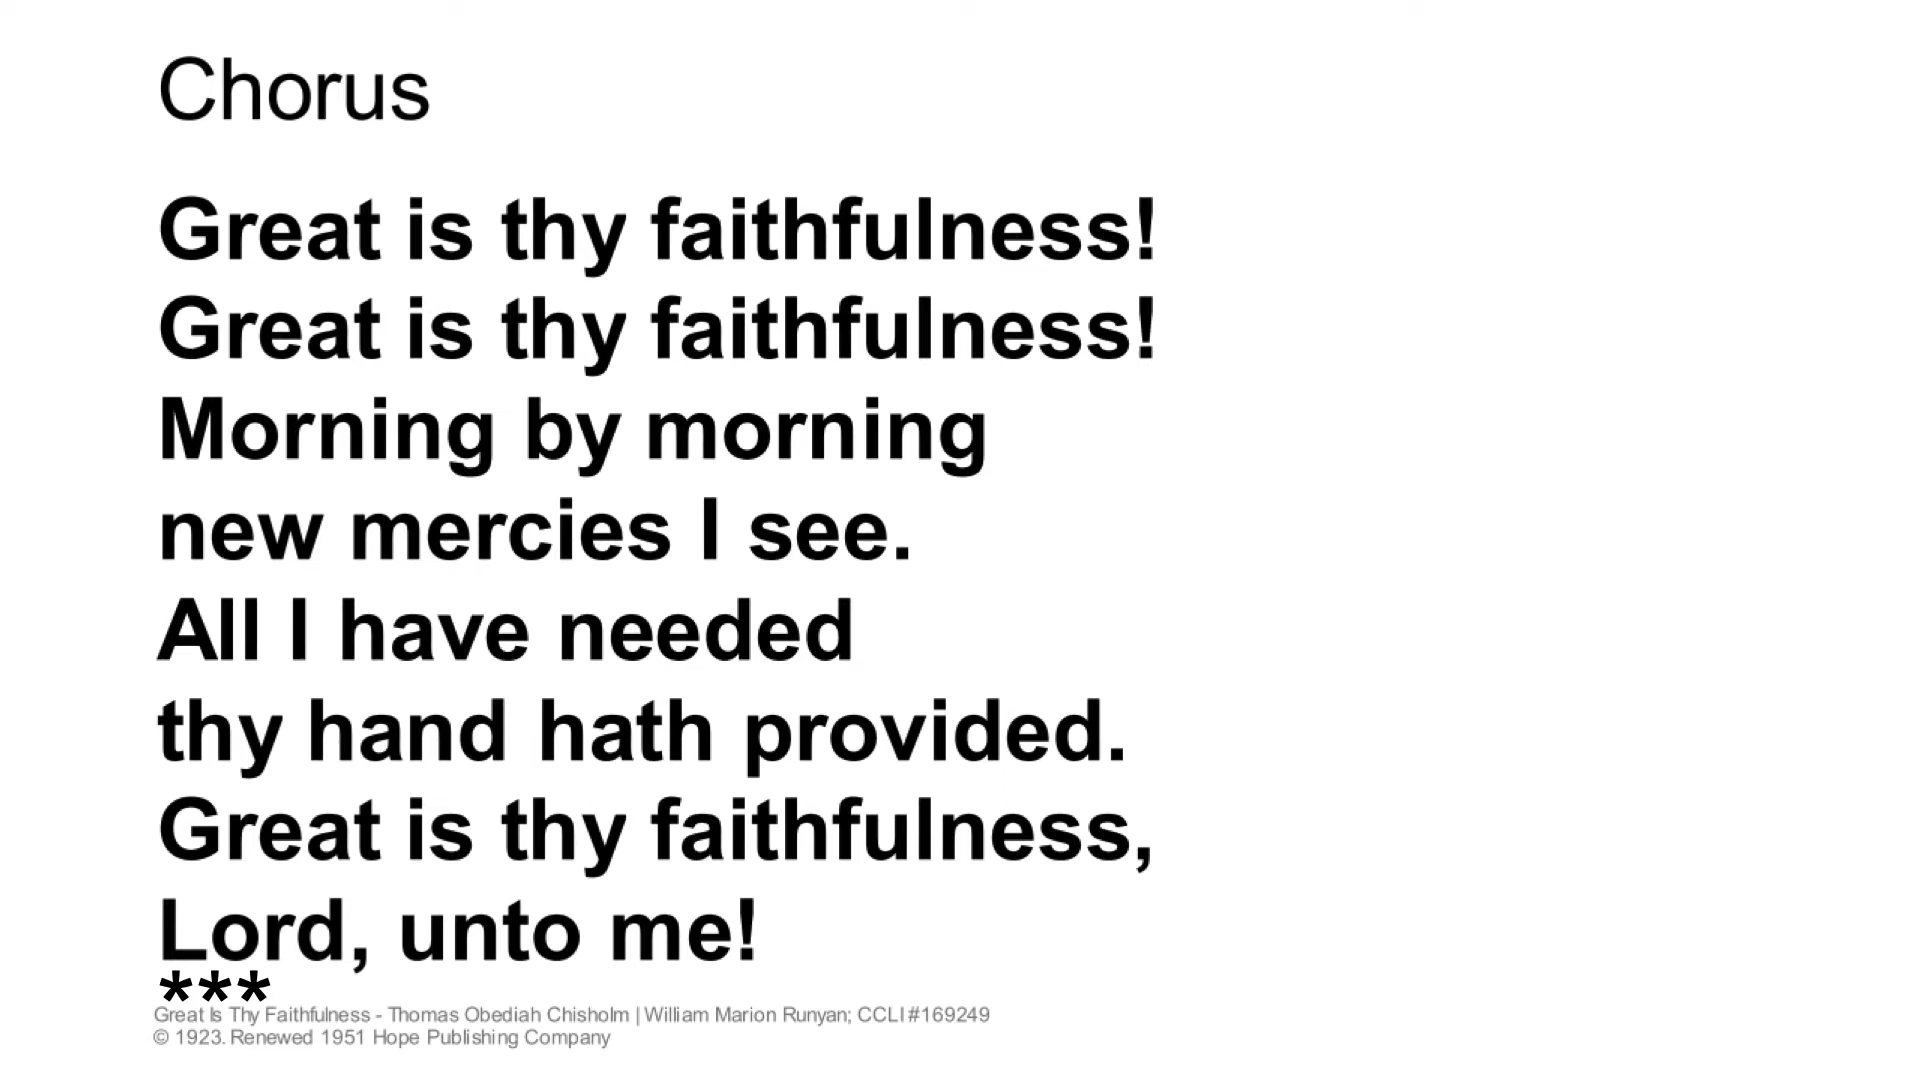 Chorus
Great is thy faithfulness!
Great is thy faithfulness!
Morning by morning
new mercies I see.
All I have needed
thy hand hath provided.
Great is thy faithfulness,
Lord, unto me!
***
Great Is Thy Faithfulness - Thomas Obediah Chisholm | William Marion Runyan; CCLI #169249
© 1923. Renewed 1951 Hope Publishing Company